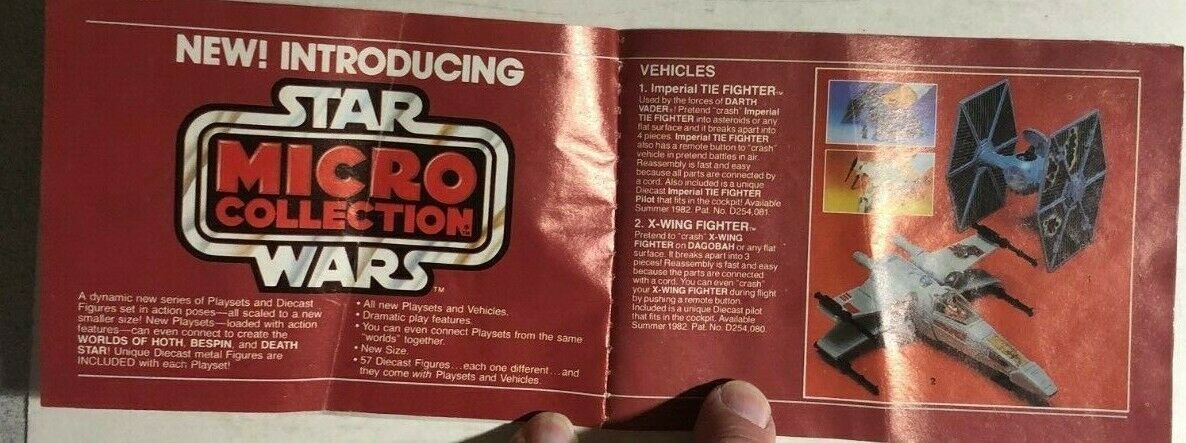 NEW! INTRODUCING
STAR
MICRO
COLLECTION
WARS™
A dynamic new series of Playsets and Diecast
Figures set in action poses—all scaled to a new
smaller size! New Playsets—loaded with action
features—can even connect to create the
WORLDS OF HOTH, BESPIN, and DEATH
STAR! Unique Diecast metal Figures are
INCLUDED with each Playset!
• All new Playsets and Vehicles.
• Dramatic play features.
• You can even connect Playsets from the same
"worlds" together.
• New Size.
• 57 Diecast Figures...each one different...and
they come with Playsets and Vehicles.
VEHICLES
1. Imperial TIE FIGHTER™
Used by the forces of DARTH
VADER! Pretend "crash" Imperial
TIE FIGHTER into asteroids or any
flat surface and it breaks apart into
4 pieces. Imperial TIE FIGHTER
also has a remote button to "crash"
vehicle in pretend battles in air.
Reassembly is fast and easy
because all parts are connected by
a cord. Also included is a unique
Diecast Imperial TIE FIGHTER
Pilot that fits in the cockpit! Available
Summer 1982. Pat. No. D254,081.
2. X-WING FIGHTER™
Pretend to "crash" X-WING
FIGHTER on DAGOBAH or any flat
surface. It breaks apart into 3
pieces! Reassembly is fast and easy
because the parts are connected
with a cord. You can even "crash"
your X-WING FIGHTER during flight
by pushing a remote button.
Included is a unique Diecast pilot
that fits in the cockpit. Available
Summer 1982. Pat. No. D254,080.
2